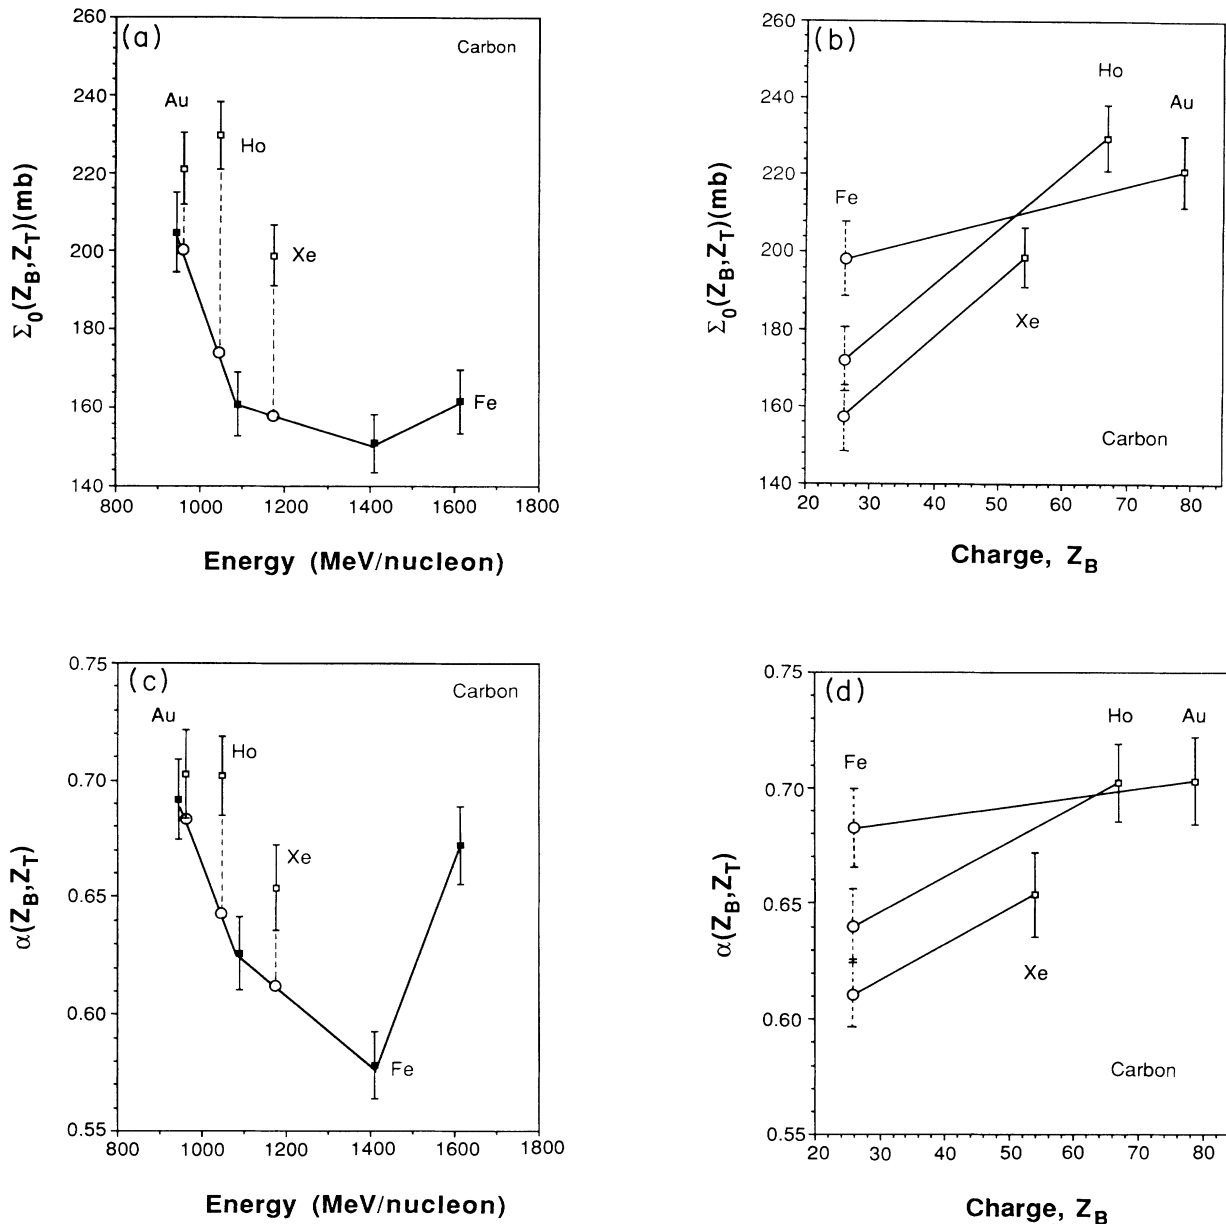 (a)
Carbon
260
240
220
200
180
160
140
Σ0(ZB,ZT)(mb)
Au
Ho
Xe
Fe
800 1000 1200 1400 1600 1800
Energy (MeV/nucleon)
(b)
260
240
220
200
180
160
140
Σ0(ZB,ZT)(mb)
Ho
Au
Fe
Xe
Carbon
20 30 40 50 60 70 80
Charge, ZB
(c)
Carbon
0.75
0.70
0.65
0.60
0.55
α(ZB,ZT)
Au
Ho
Xe
Fe
800 1000 1200 1400 1600 1800
Energy (MeV/nucleon)
(d)
0.75
0.70
0.65
0.60
0.55
α(ZB,ZT)
Ho Au
Fe
Xe
Carbon
20 30 40 50 60 70 80
Charge, ZB